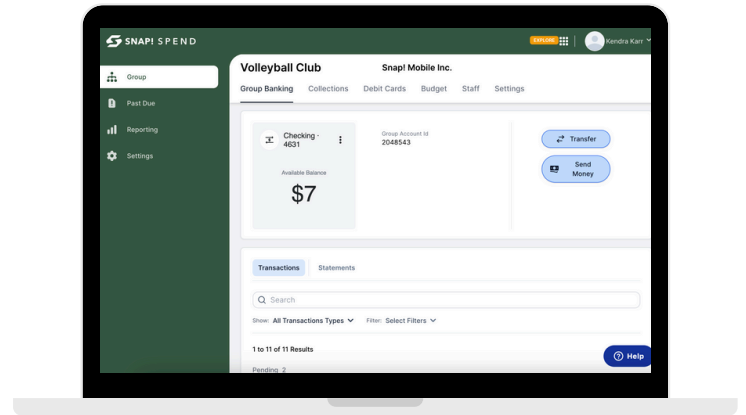 SNAP! SPEND
EXPLORE
Kendra Karr
Group
Past Due
Reporting
Settings
Volleyball Club
Snap! Mobile Inc.
Group Banking
Collections
Debit Cards
Budget
Staff
Settings
Checking -
4631
Available Balance
$7
Group Account Id
2048543
Transfer
Send
Money
Transactions
Statements
Search
Show: All Transactions Types
Filter: Select Filters
1 to 11 of 11 Results
Pending 2
Help